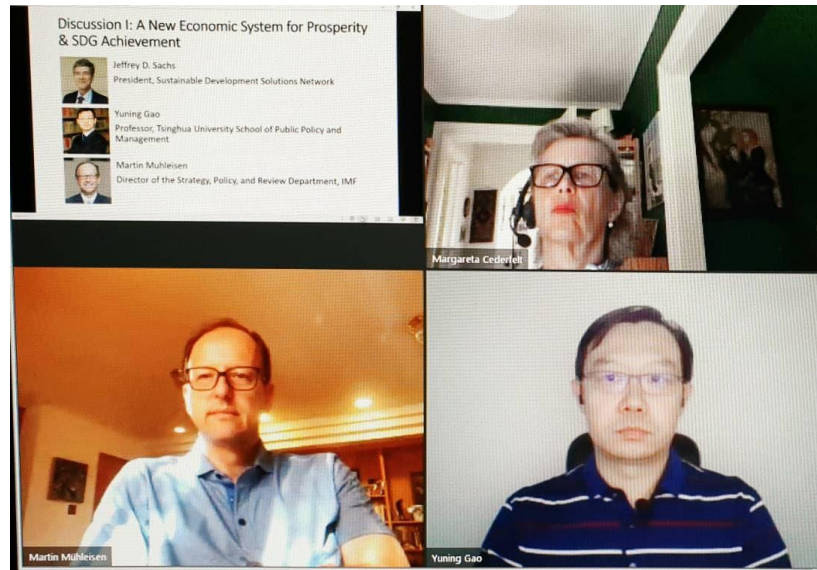 Discussion I: A New Economic System for Prosperity
& SDG Achievement
Jeffrey D. Sachs
President, Sustainable Development Solutions Network
Yuning Gao
Professor, Tsinghua University School of Public Policy and
Management
Martin Muhleisen
Director of the Strategy, Policy, and Review Department, IMF
Margareta Cederfelt
Martin Mühleisen
Yuning Gao